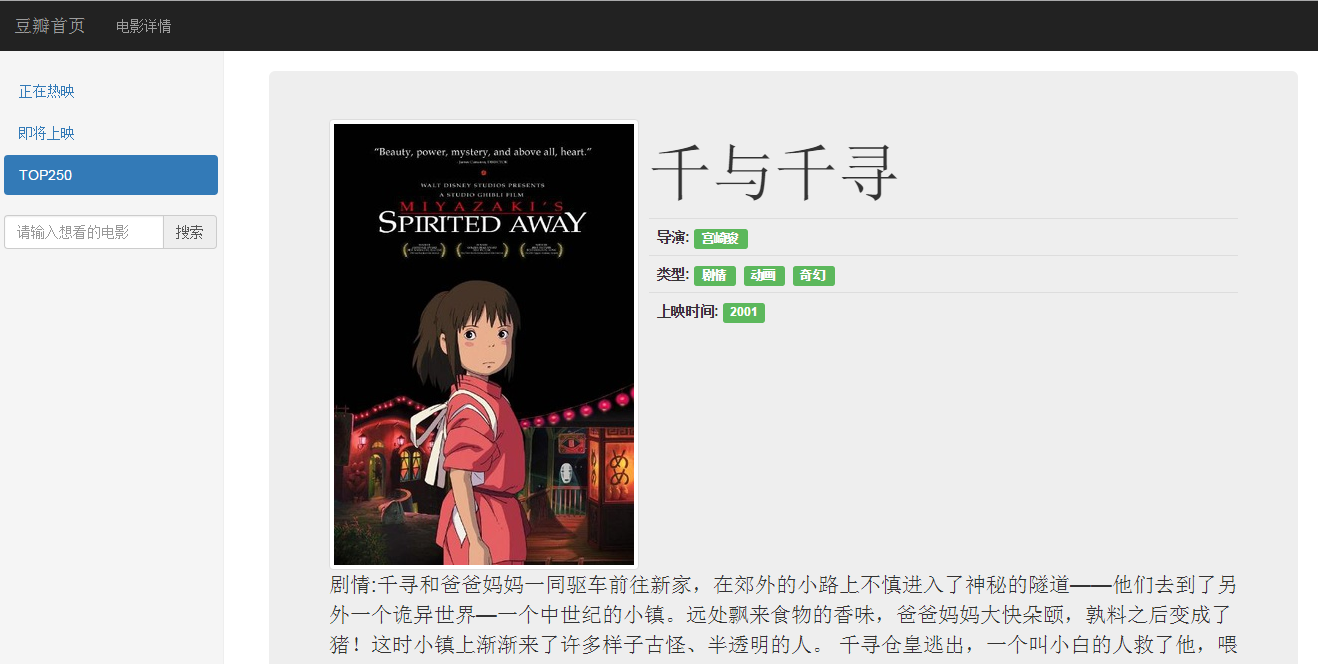 豆瓣首页 电影详情
正在热映
即将上映
TOP250
请输入想看的电影 搜索
"Beauty, power, mystery, and above all, heart."
WALT DISNEY STUDIOS PRESENTS
A STUDIO GHIBLI FILM
MIYAZAKI'S
SPIRITED AWAY
千与千寻
导演: 宫崎骏
类型: 剧情 动画 奇幻
上映时间: 2001
剧情:千寻和爸爸妈妈一同驱车前往新家，在郊外的小路上不慎进入了神秘的隧道——他们去到了另
外一个诡异世界—一个中世纪的小镇。远处飘来食物的香味，爸爸妈妈大快朵颐，孰料之后变成了
猪！这时小镇上渐渐来了许多样子古怪、半透明的人。 千寻仓皇逃出，一个叫小白的人救了他，喂